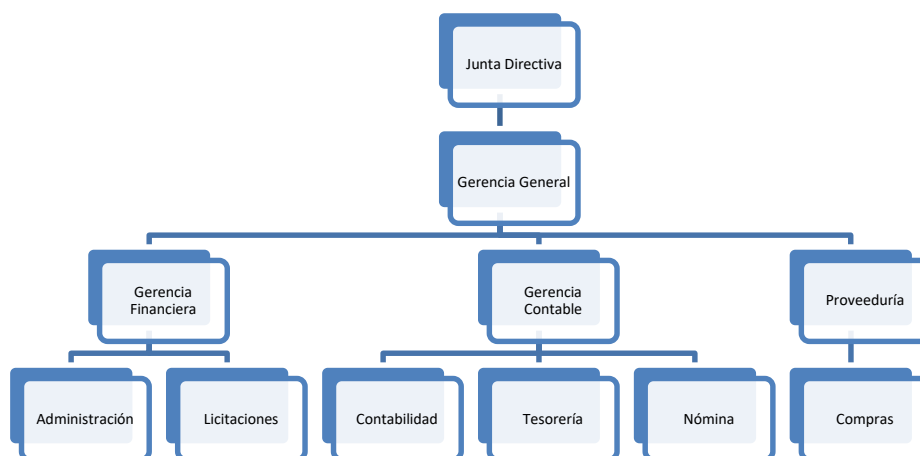 Junta Directiva
Gerencia General
Gerencia
Financiera
Gerencia
Contable
Proveeduría
Administración
Licitaciones
Contabilidad
Tesorería
Nómina
Compras